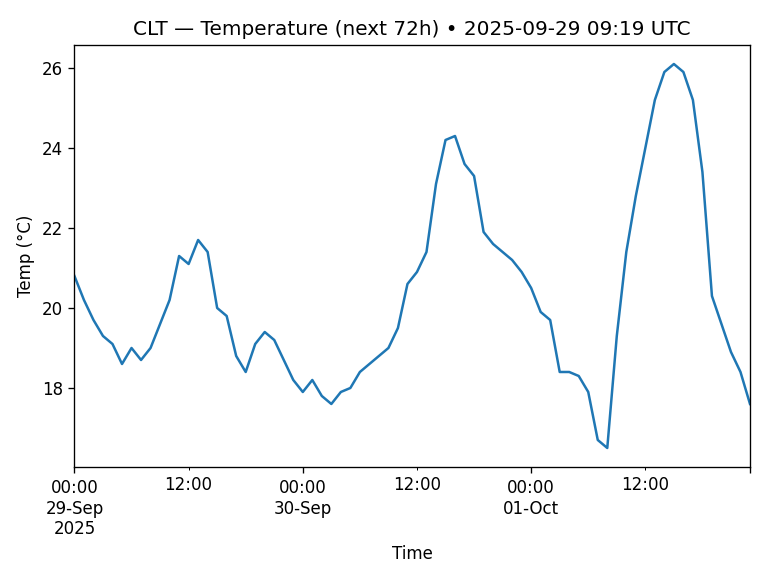 CLT — Temperature (next 72h) • 2025-09-29 09:19 UTC
Temp (°C)
26
24
22
20
18
00:00 12:00 00:00 12:00 00:00 12:00
29-Sep 30-Sep 01-Oct
2025
Time